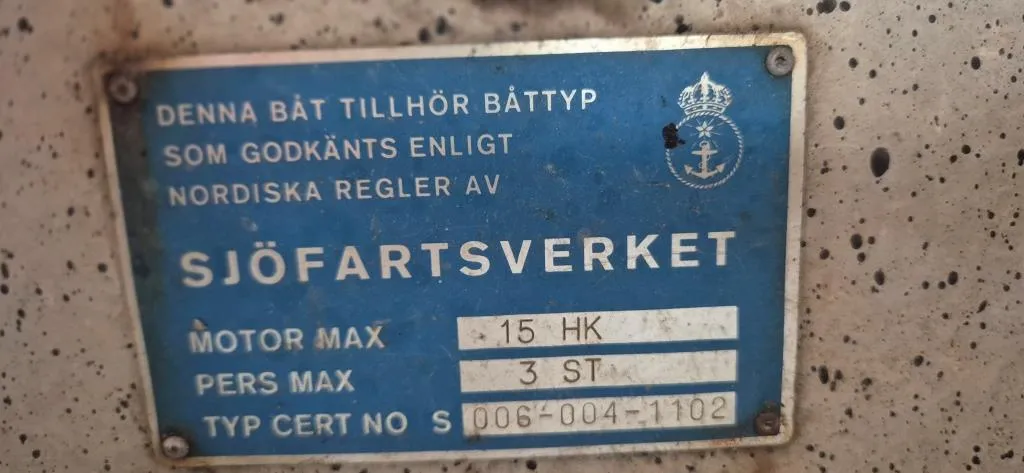 DENNA BÅT TILLHÖR BÅTTYP
SOM GODKÄNTS ENLIGT
NORDISKA REGLER AV
SJÖFARTSVERKET
MOTOR MAX 15 HK
PERS MAX 3 ST
TYP CERT NO S 006-004-1102